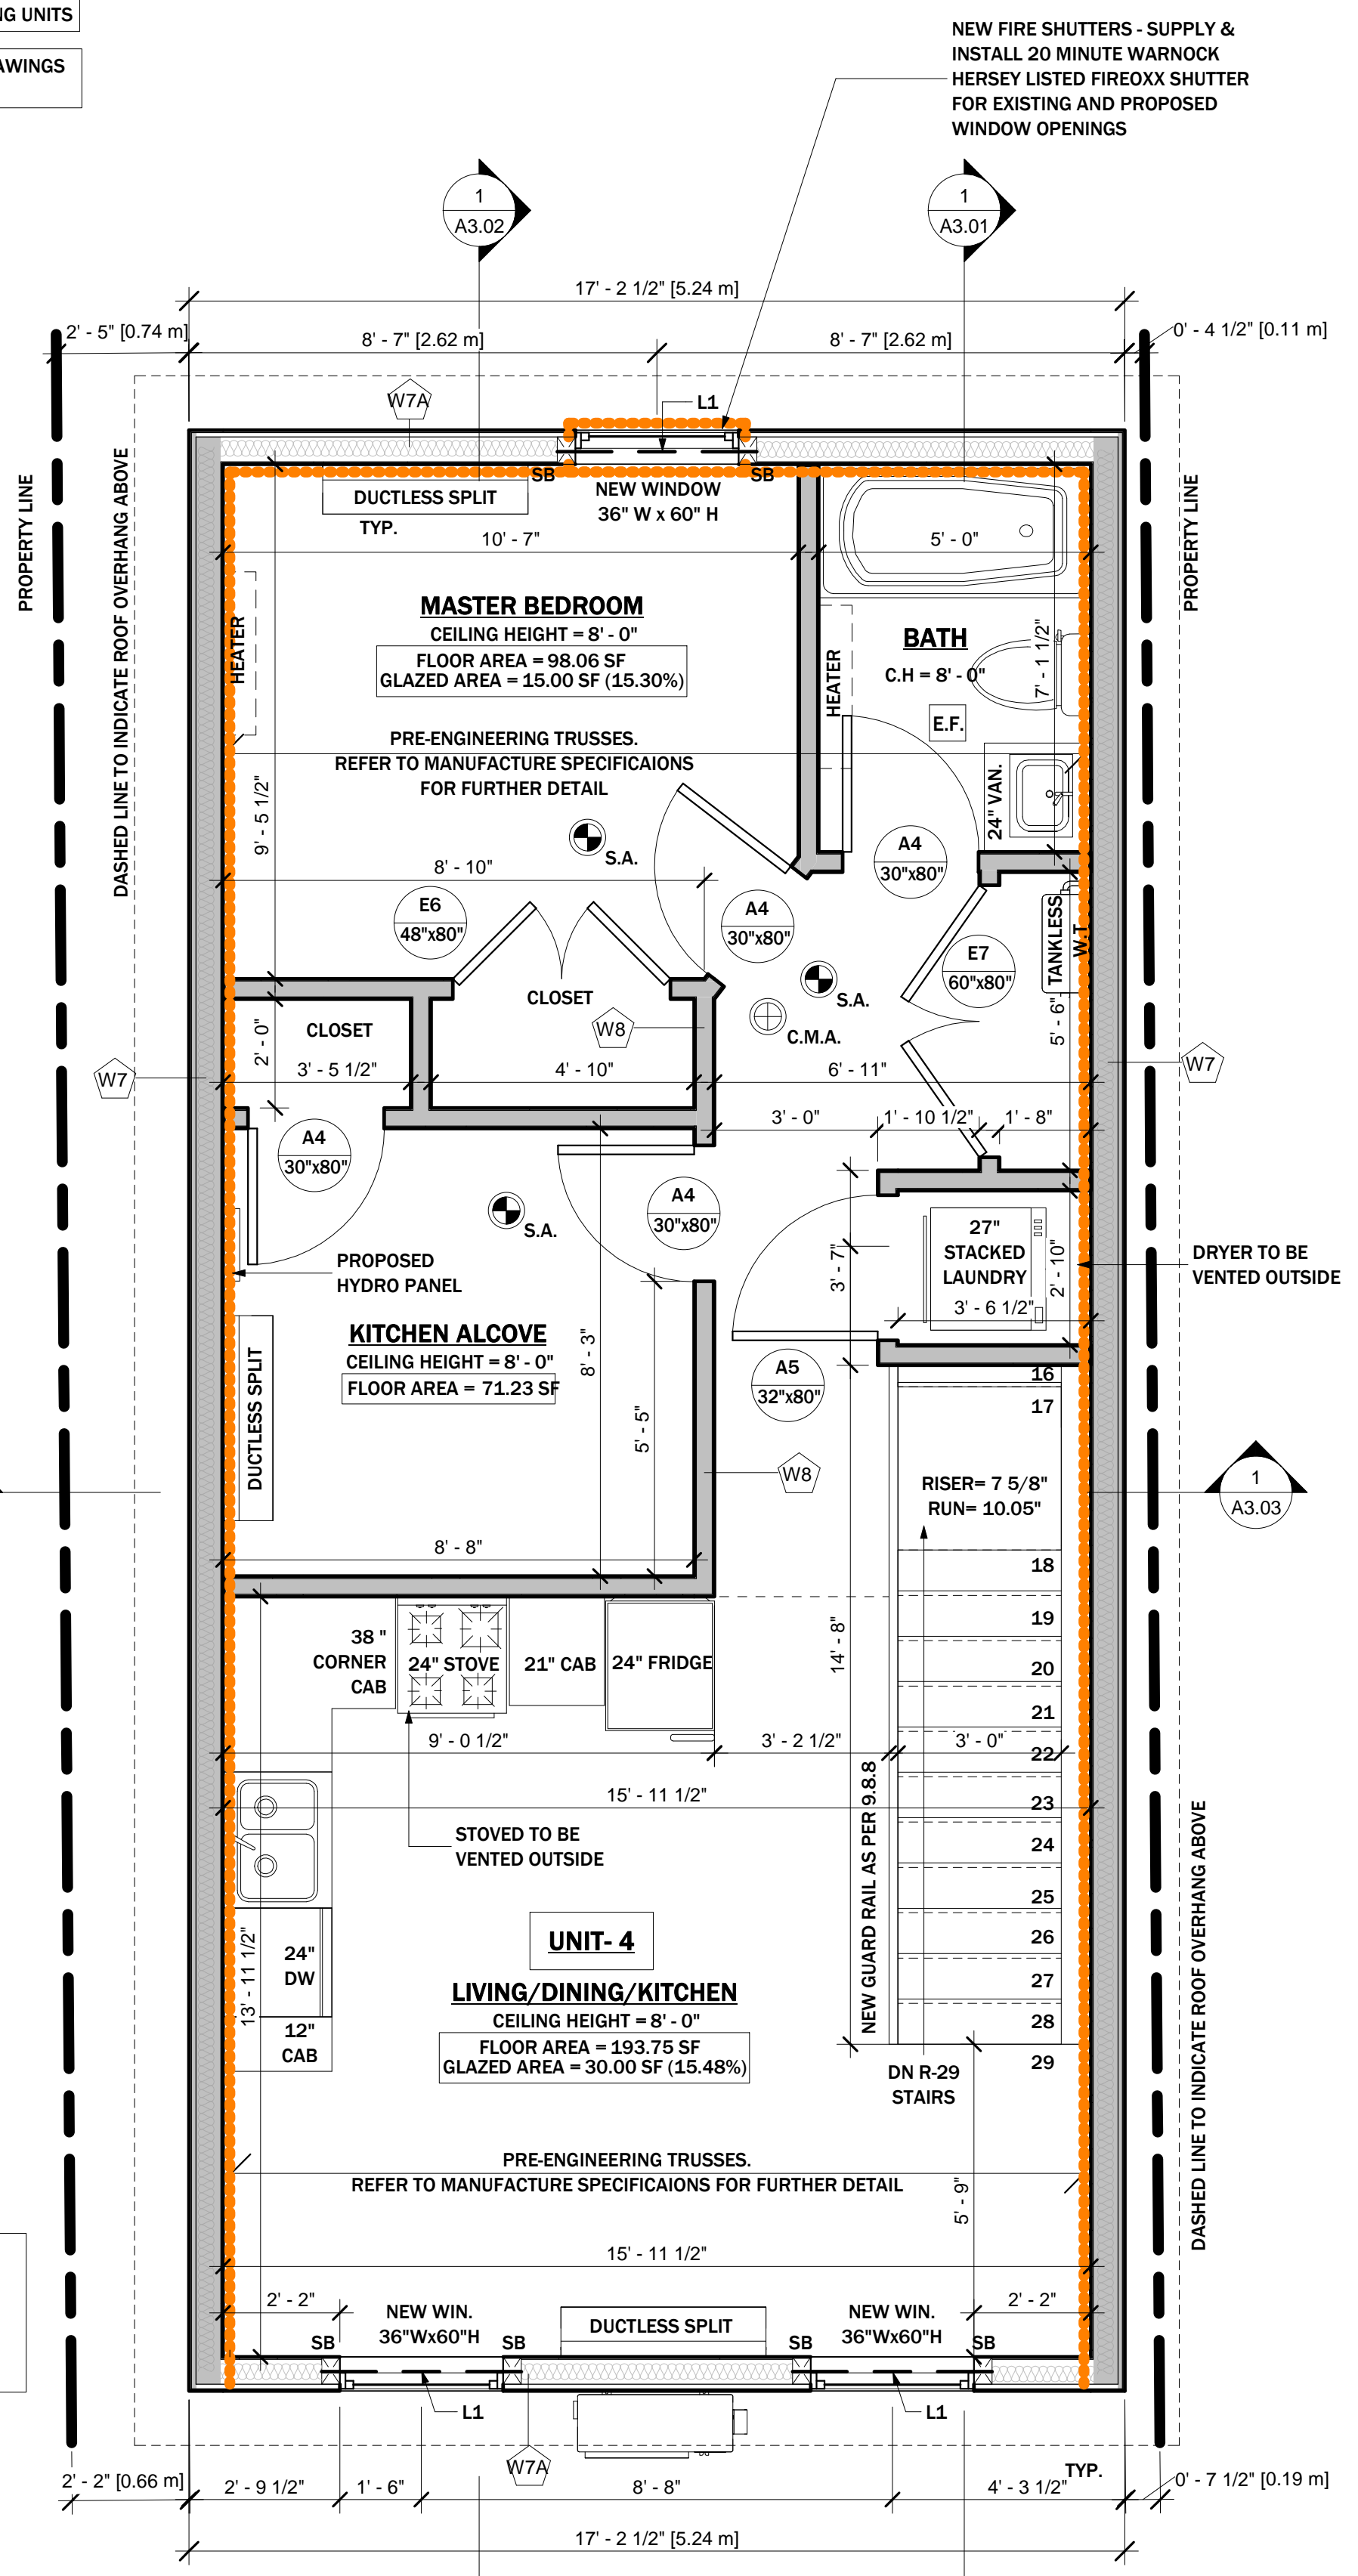 NG UNITS
AWINGS
NEW FIRE SHUTTERS - SUPPLY &
INSTALL 20 MINUTE WARNOCK
HERSEY LISTED FIREOXX SHUTTER
FOR EXISTING AND PROPOSED
WINDOW OPENINGS
1
A3.02
1
A3.01
17' - 2 1/2" [5.24 m]
2' - 5" [0.74 m]
8' - 7" [2.62 m]
8' - 7" [2.62 m]
0' - 4 1/2" [0.11 m]
W7A
L1
SB
SB
DUCTLESS SPLIT
TYP.
NEW WINDOW
36" W x 60" H
PROPERTY LINE
DASHED LINE TO INDICATE ROOF OVERHANG ABOVE
PROPERTY LINE
10' - 7"
5' - 0"
HEATER
MASTER BEDROOM
CEILING HEIGHT = 8' - 0"
FLOOR AREA = 98.06 SF
GLAZED AREA = 15.00 SF (15.30%)
HEATER
BATH
C.H = 8' - 0"
7' - 1 1/2"
E.F.
PRE-ENGINEERING TRUSSES.
REFER TO MANUFACTURE SPECIFICAIONS
FOR FURTHER DETAIL
24" VAN.
9' - 5 1/2"
S.A.
A4
30"x80"
8' - 10"
E6
48"x80"
A4
30"x80"
TANKLESS
W.T
E7
60"x80"
S.A.
CLOSET
CLOSET
W8
C.M.A.
5' - 6"
2' - 0"
3' - 5 1/2"
4' - 10"
6' - 11"
W7
W7
3' - 0"
1' - 10 1/2"
1' - 8"
A4
30"x80"
A4
30"x80"
S.A.
PROPOSED
HYDRO PANEL
27"
STACKED
LAUNDRY
3' - 7"
2' - 10"
3' - 6 1/2"
DRYER TO BE
VENTED OUTSIDE
KITCHEN ALCOVE
CEILING HEIGHT = 8' - 0"
FLOOR AREA = 71.23 SF
8' - 3"
DUCTLESS SPLIT
A5
32"x80"
16
17
5' - 5"
W8
RISER= 7 5/8"
RUN= 10.05"
1
A3.03
8' - 8"
18
19
20
21
22
23
24
25
26
27
28
29
38 "
CORNER
CAB
24" STOVE
21" CAB
24" FRIDGE
14' - 8"
9' - 0 1/2"
3' - 2 1/2"
3' - 0"
15' - 11 1/2"
NEW GUARD RAIL AS PER 9.8.8
STOVED TO BE
VENTED OUTSIDE
DASHED LINE TO INDICATE ROOF OVERHANG ABOVE
UNIT- 4
LIVING/DINING/KITCHEN
CEILING HEIGHT = 8' - 0"
FLOOR AREA = 193.75 SF
GLAZED AREA = 30.00 SF (15.48%)
13' - 11 1/2"
24"
DW
12"
CAB
DN R-29
STAIRS
PRE-ENGINEERING TRUSSES.
REFER TO MANUFACTURE SPECIFICAIONS FOR FURTHER DETAIL
5' - 9"
15' - 11 1/2"
2' - 2"
2' - 2"
NEW WIN.
36"Wx60"H
DUCTLESS SPLIT
NEW WIN.
36"Wx60"H
SB
SB
SB
SB
L1
L1
W7A
TYP.
2' - 2" [0.66 m]
2' - 9 1/2"
1' - 6"
8' - 8"
4' - 3 1/2"
0' - 7 1/2" [0.19 m]
17' - 2 1/2" [5.24 m]